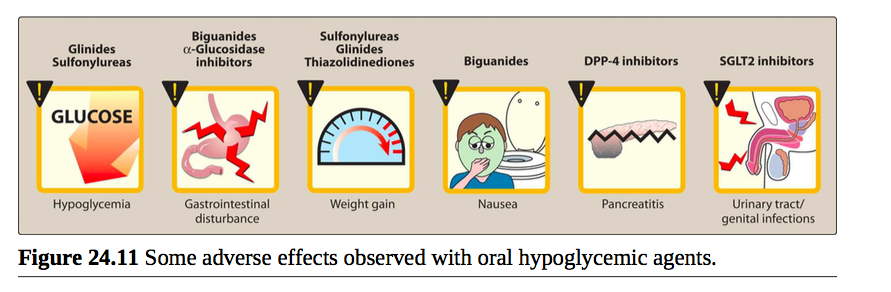 Glinides
Sulfonylureas
!
GLUCOSE
Hypoglycemia
Biguanides
α-Glucosidase
inhibitors
!
Gastrointestinal
disturbance
Sulfonylureas
Glinides
Thiazolidinediones
!
Weight gain
Biguanides
!
Nausea
DPP-4 inhibitors
!
Pancreatitis
SGLT2 inhibitors
!
Urinary tract/
genital infections
Figure 24.11 Some adverse effects observed with oral hypoglycemic agents.